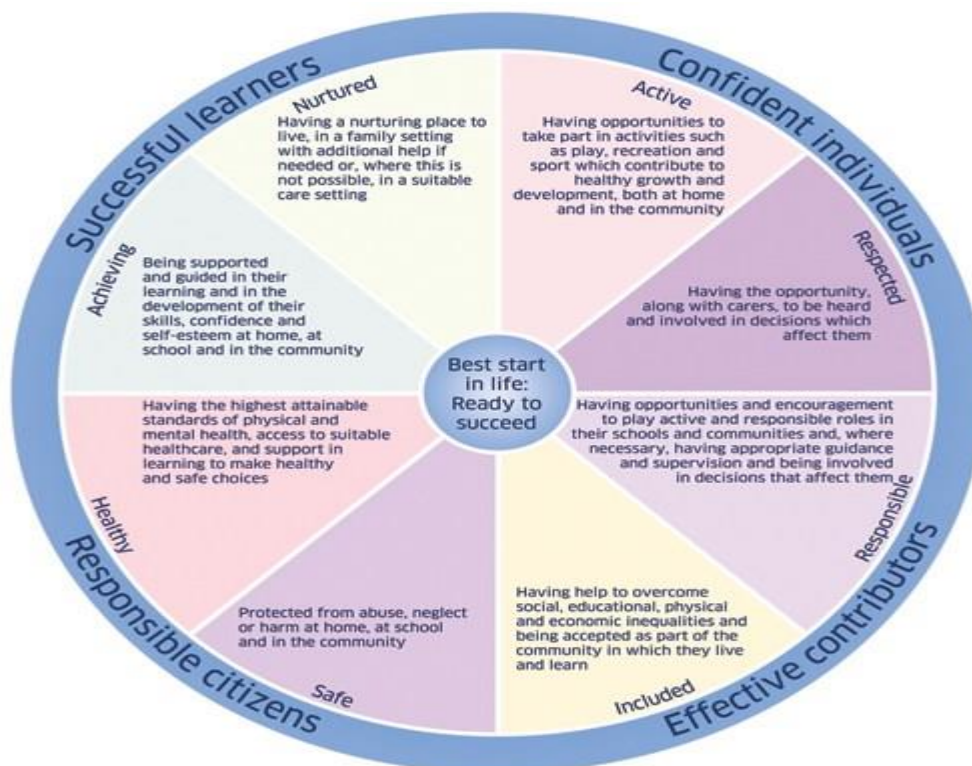 Successful learners
Confident individuals
Nurtured
Having a nurturing place to
live, in a family setting
with additional help if
needed or, where this is
not possible, in a suitable
care setting
Active
Having opportunities to
take part in activities such
as play, recreation and
sport which contribute to
healthy growth and
development, both at home
and in the community
Achieving
Being supported
and guided in their
learning and in the
development of their
skills, confidence and
self-esteem at home, at
school and in the community
Respected
Having the opportunity,
along with carers, to be heard
and involved in decisions which
affect them
Best start
in life:
Ready to
succeed
Healthy
Having the highest attainable
standards of physical and
mental health, access to suitable
healthcare, and support in
learning to make healthy
and safe choices
Responsible
Having opportunities and encouragement
to play active and responsible roles in
their schools and communities and, where
necessary, having appropriate guidance
and supervision and being involved
in decisions that affect them
Protected from abuse, neglect
or harm at home, at school
and in the community
Safe
Having help to overcome
social, educational, physical
and economic inequalities and
being accepted as part of the
community in which they live
and learn
Included
Responsible citizens
Effective contributors